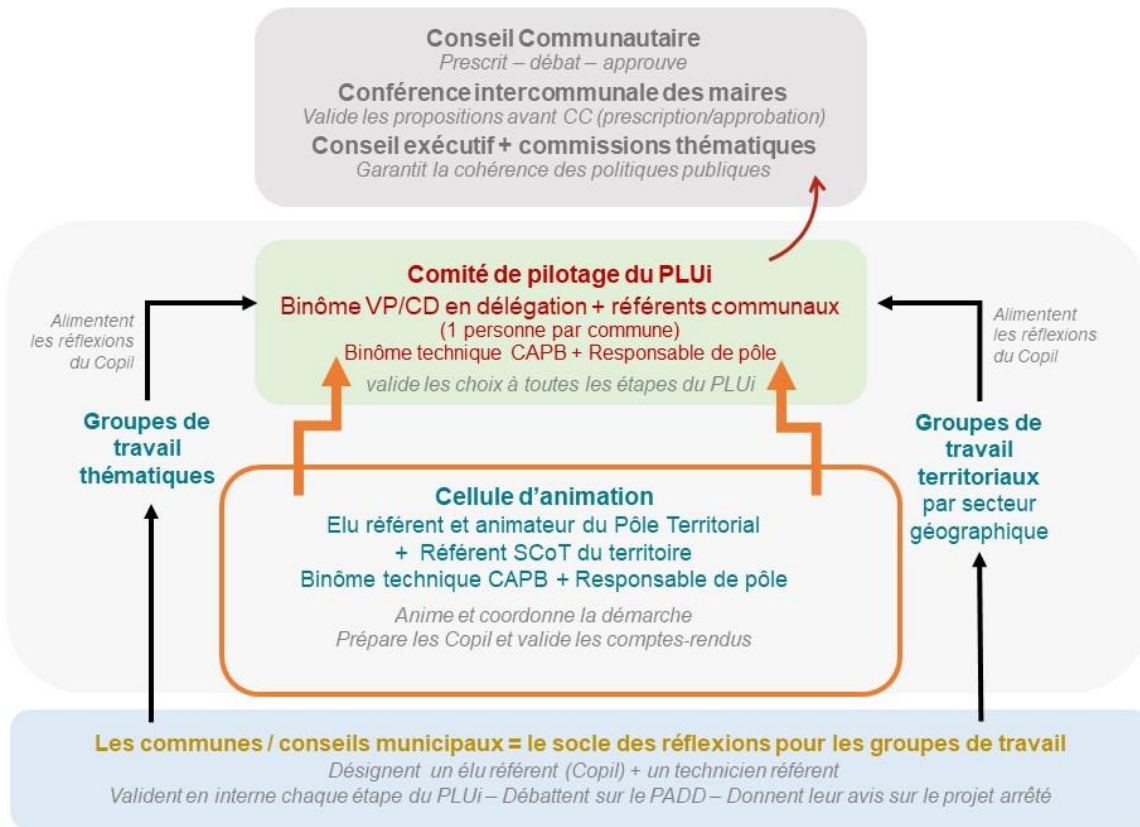 Conseil Communautaire
Prescrit – débat – approuve
Conférence intercommunale des maires
Valide les propositions avant CC (prescription/approbation)
Conseil exécutif + commissions thématiques
Garantit la cohérence des politiques publiques
Comité de pilotage du PLUi
Binôme VP/CD en délégation + référents communaux
(1 personne par commune)
Binôme technique CAPB + Responsable de pôle
valide les choix à toutes les étapes du PLUi
Alimentent
les réflexions
du Copil
Groupes de
travail
thématiques
Alimentent
les réflexions
du Copil
Groupes de
travail
territoriaux
par secteur
géographique
Cellule d'animation
Elu référent et animateur du Pôle Territorial
+ Référent SCoT du territoire
Binôme technique CAPB + Responsable de pôle
Anime et coordonne la démarche
Prépare les Copil et valide les comptes-rendus
Les communes / conseils municipaux = le socle des réflexions pour les groupes de travail
Désignent un élu référent (Copil) + un technicien référent
Valident en interne chaque étape du PLUi – Débattent sur le PADD – Donnent leur avis sur le projet arrêté